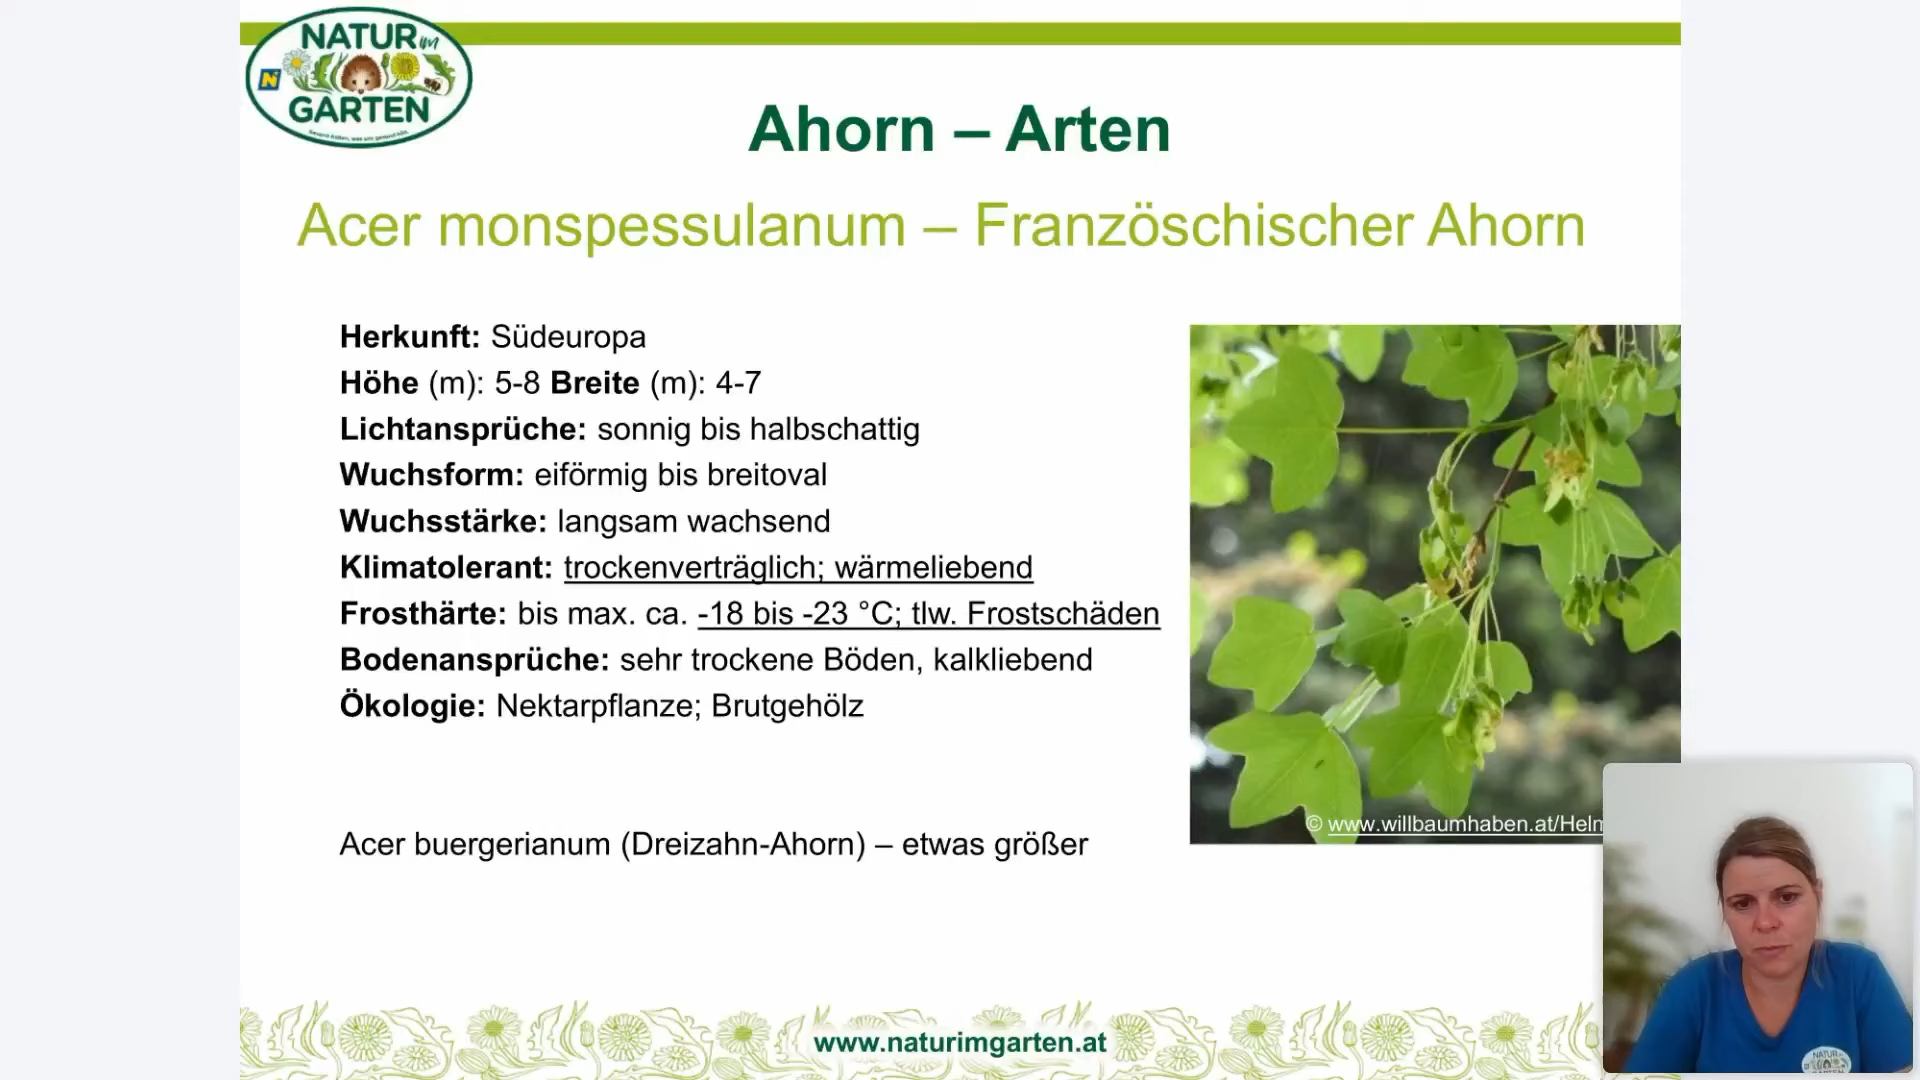 NATUR im
GARTEN
Ahorn – Arten
Acer monspessulanum – Französchischer Ahorn
Herkunft: Südeuropa
Höhe (m): 5-8 Breite (m): 4-7
Lichtansprüche: sonnig bis halbschattig
Wuchsform: eiförmig bis breitoval
Wuchsstärke: langsam wachsend
Klimatolerant: trockenverträglich; wärmeliebend
Frosthärte: bis max. ca. -18 bis -23 °C; tlw. Frostschäden
Bodenansprüche: sehr trockene Böden, kalkliebend
Ökologie: Nektarpflanze; Brutgehölz
© www.willbaumhaben.at/Heln
Acer buergerianum (Dreizahn-Ahorn) – etwas größer
www.naturimgarten.at
NATUR
GARTEN